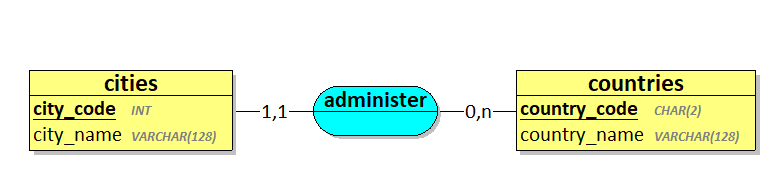 cities
city_code INT
city_name VARCHAR(128)
1,1
administer
0,n
countries
country_code CHAR(2)
country_name VARCHAR(128)